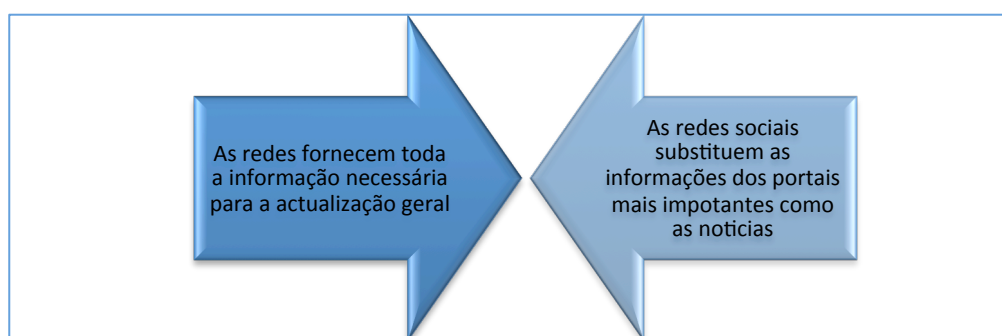 As redes fornecem toda
a informação necessária
para a actualização geral
As redes sociais
substituem as
informações dos portais
mais impotantes como
as noticias